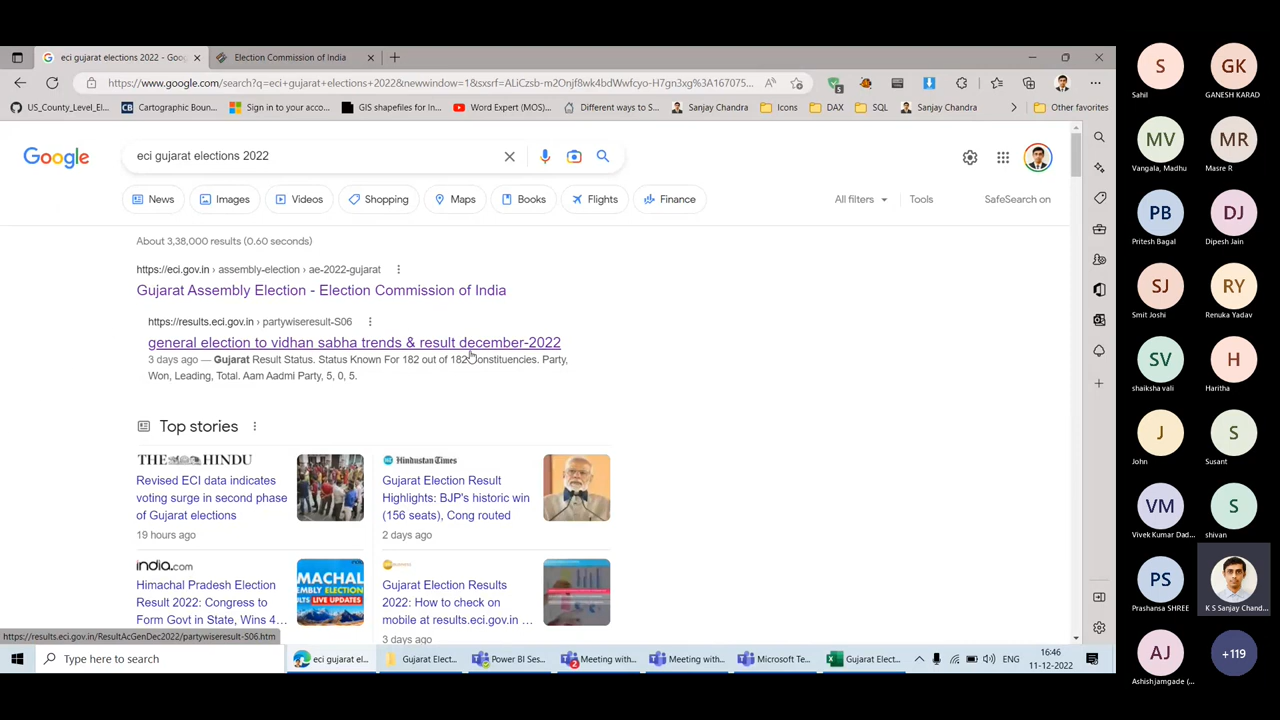 eci gujarat elections 2022 - Goog
Election Commission of India
https://www.google.com/search?q=eci+gujarat+elections+2022&newwindow=1&sxsrf=ALiCzsb-m2Onjf8wk4bdWwfcyo-H7gn3xg%3A167075...
US_County_Level_El...
Cartographic Boun...
Sign in to your acco...
GIS shapefiles for In...
Word Expert (MOS)...
Different ways to S...
Sanjay Chandra
Icons
DAX
SQL
Sanjay Chandra
Other favorites
Google
eci gujarat elections 2022
News
Images
Videos
Shopping
Maps
Books
Flights
Finance
All filters
Tools
SafeSearch on
About 3,38,000 results (0.60 seconds)
https://eci.gov.in › assembly-election › ae-2022-gujarat
Gujarat Assembly Election - Election Commission of India
https://results.eci.gov.in › partywiseresult-S06
general election to vidhan sabha trends & result december-2022
3 days ago — Gujarat Result Status. Status Known For 182 out of 182 Constituencies. Party,
Won, Leading, Total. Aam Aadmi Party, 5, 0, 5.
Top stories
THE HINDU
Revised ECI data indicates
voting surge in second phase
of Gujarat elections
19 hours ago
Hindustan Times
Gujarat Election Result
Highlights: BJP's historic win
(156 seats), Cong routed
2 days ago
india.com
Himachal Pradesh Election
Result 2022: Congress to
Form Govt in State, Wins 4...
MACHAL
EMBLY ELECTION
LTS LIVE UPDATES
Gujarat Election Results
2022: How to check on
mobile at results.eci.gov.in ...
3 days ago
https://results.eci.gov.in/ResultAcGenDec2022/partywiseresult-S06.htm
Type here to search
eci gujarat el...
Gujarat Elect...
Power BI Ses...
Meeting with...
Meeting with...
Microsoft Te...
Gujarat Elect...
ENG
16:46
11-12-2022
S
Sahil
GK
GANESH KARAD
MV
Vangala, Madhu
MR
Masre R
PB
Pritesh Bagal
DJ
Dipesh Jain
SJ
Smit Joshi
RY
Renuka Yadav
SV
shaiksha vali
H
Haritha
J
John
S
Susant
VM
Vivek Kumar Dad...
S
shivan
PS
Prashansa SHREE
K S Sanjay Chand...
AJ
Ashish jamgade (...
+119